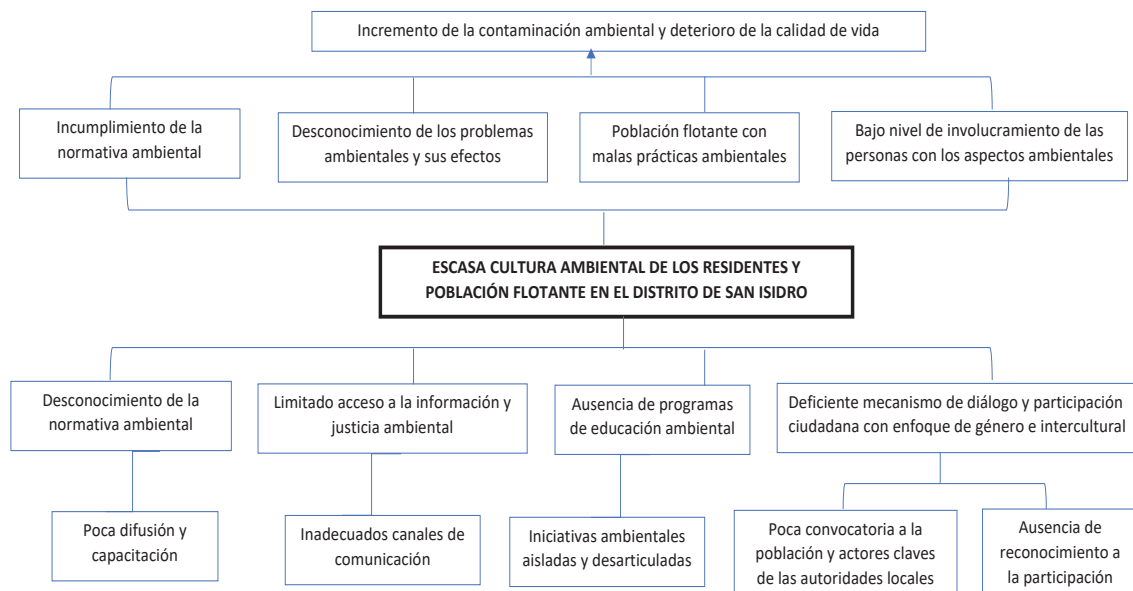 Incremento de la contaminación ambiental y deterioro de la calidad de vida
Incumplimiento de la
normativa ambiental
Desconocimiento de los problemas
ambientales y sus efectos
Población flotante con
malas prácticas ambientales
Bajo nivel de involucramiento de las
personas con los aspectos ambientales
ESCASA CULTURA AMBIENTAL DE LOS RESIDENTES Y
POBLACIÓN FLOTANTE EN EL DISTRITO DE SAN ISIDRO
Desconocimiento de la
normativa ambiental
Limitado acceso a la información y
justicia ambiental
Ausencia de programas
de educación ambiental
Deficiente mecanismo de diálogo y participación
ciudadana con enfoque de género e intercultural
Poca difusión y
capacitación
Inadecuados canales de
comunicación
Iniciativas ambientales
aisladas y desarticuladas
Poca convocatoria a la
población y actores claves
de las autoridades locales
Ausencia de
reconocimiento a
la participación